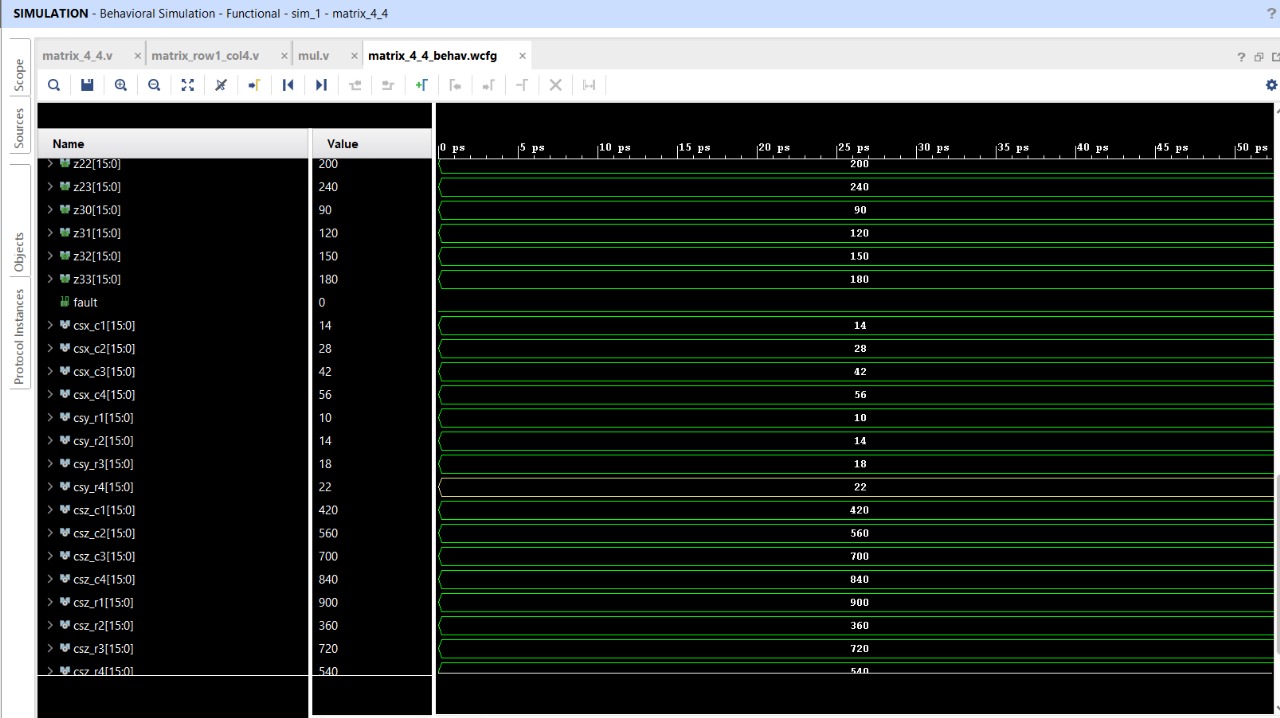 SIMULATION - Behavioral Simulation - Functional - sim_1 - matrix_4_4 ?
matrix_4_4.v × matrix_row1_col4.v × mul.v × matrix_4_4_behav.wcfg × ?
Scope
Sources
Objects
Protocol Instances
Name Value 0 ps 5 ps 10 ps 15 ps 20 ps 25 ps 30 ps 35 ps 40 ps 45 ps 50 ps
z22[15:0] 200 200
z23[15:0] 240 240
z30[15:0] 90 90
z31[15:0] 120 120
z32[15:0] 150 150
z33[15:0] 180 180
fault 0
csx_c1[15:0] 14 14
csx_c2[15:0] 28 28
csx_c3[15:0] 42 42
csx_c4[15:0] 56 56
csy_r1[15:0] 10 10
csy_r2[15:0] 14 14
csy_r3[15:0] 18 18
csy_r4[15:0] 22 22
csz_c1[15:0] 420 420
csz_c2[15:0] 560 560
csz_c3[15:0] 700 700
csz_c4[15:0] 840 840
csz_r1[15:0] 900 900
csz_r2[15:0] 360 360
csz_r3[15:0] 720 720
csz_r4[15:0] 540 540